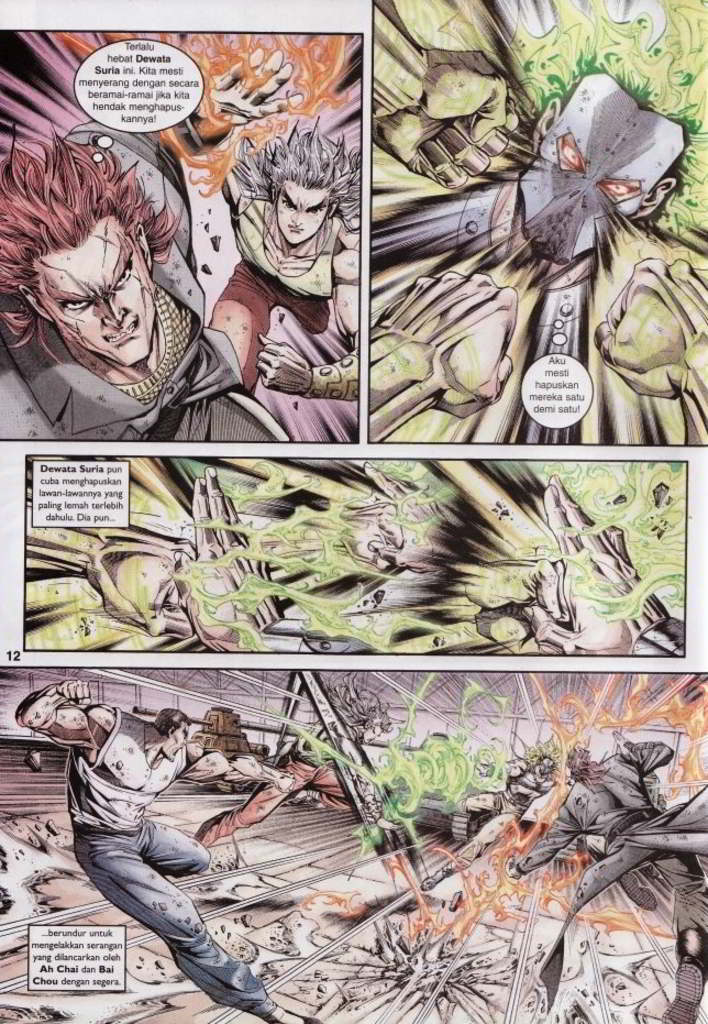 Terlalu
hebat Dewata
Suria ini. Kita mesti
menyerang dengan secara
beramai-ramai jika kita
hendak menghapus-
kannya!
Aku
mesti
hapuskan
mereka satu
demi satu!
Dewata Suria pun
cuba menghapuskan
lawan-lawannya yang
paling lemah terlebih
dahulu. Dia pun...
12
...berundur untuk
mengelakkan serangan
yang dilancarkan oleh
Ah Chai dan Bai
Chou dengan segera.